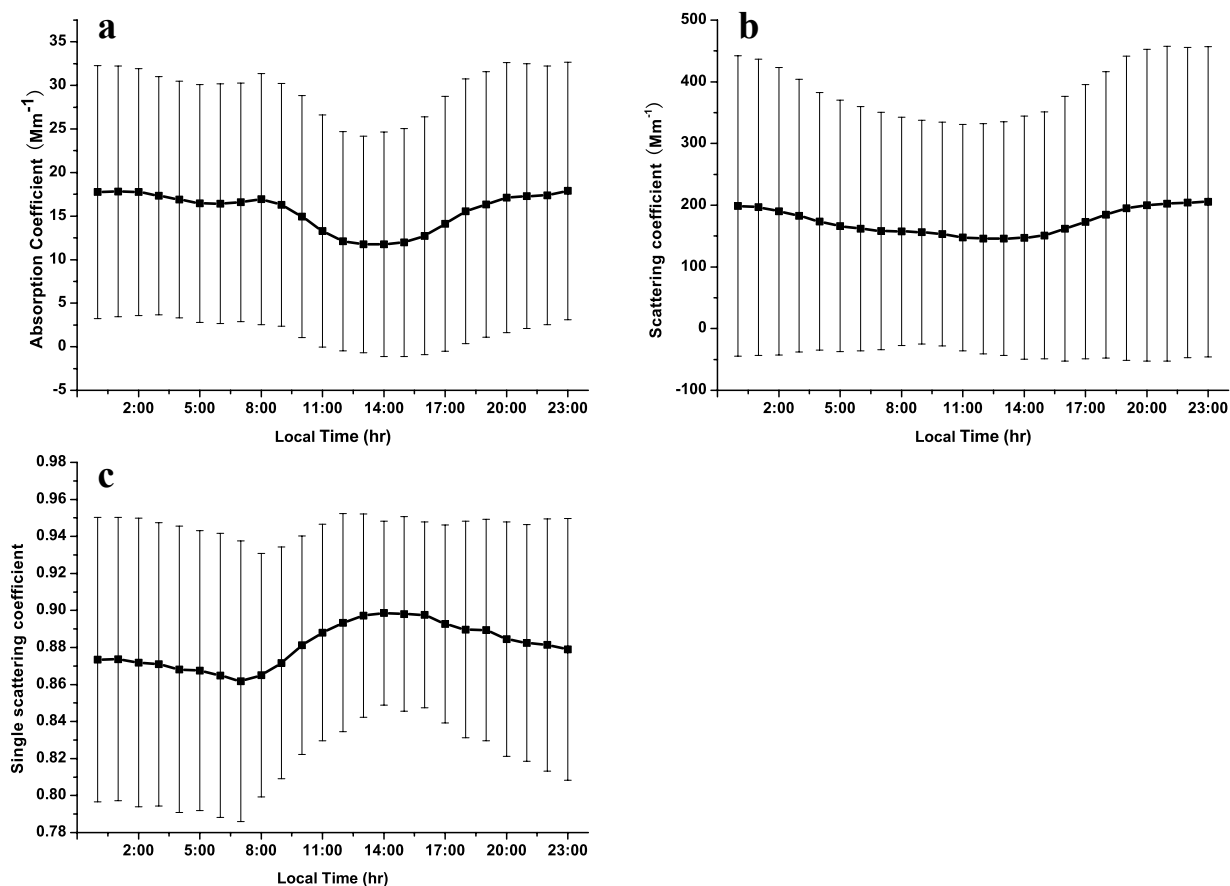 a
Absorption Coefficient (Mm-1)
35
30
25
20
15
10
5
0
-5
2:00 5:00 8:00 11:00 14:00 17:00 20:00 23:00
Local Time (hr)
b
Scattering coefficient (Mm-1)
500
400
300
200
100
0
-100
2:00 5:00 8:00 11:00 14:00 17:00 20:00 23:00
Local Time (hr)
c
Single scattering coefficient
0.98
0.96
0.94
0.92
0.90
0.88
0.86
0.84
0.82
0.80
0.78
2:00 5:00 8:00 11:00 14:00 17:00 20:00 23:00
Local Time (hr)